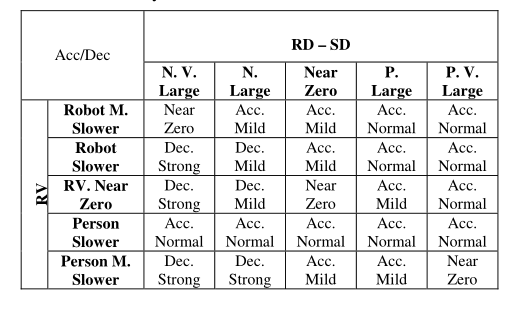 Acc/Dec
RD – SD
N. V. Large
N. Large
Near Zero
P. Large
P. V. Large
RV
Robot M. Slower
Near Zero
Acc. Mild
Acc. Mild
Acc. Normal
Acc. Normal
Robot Slower
Dec. Strong
Dec. Mild
Acc. Mild
Acc. Normal
Acc. Normal
RV. Near Zero
Dec. Strong
Dec. Mild
Near Zero
Acc. Mild
Acc. Normal
Person Slower
Acc. Normal
Acc. Normal
Acc. Normal
Acc. Normal
Acc. Normal
Person M. Slower
Dec. Strong
Dec. Strong
Acc. Mild
Acc. Mild
Near Zero